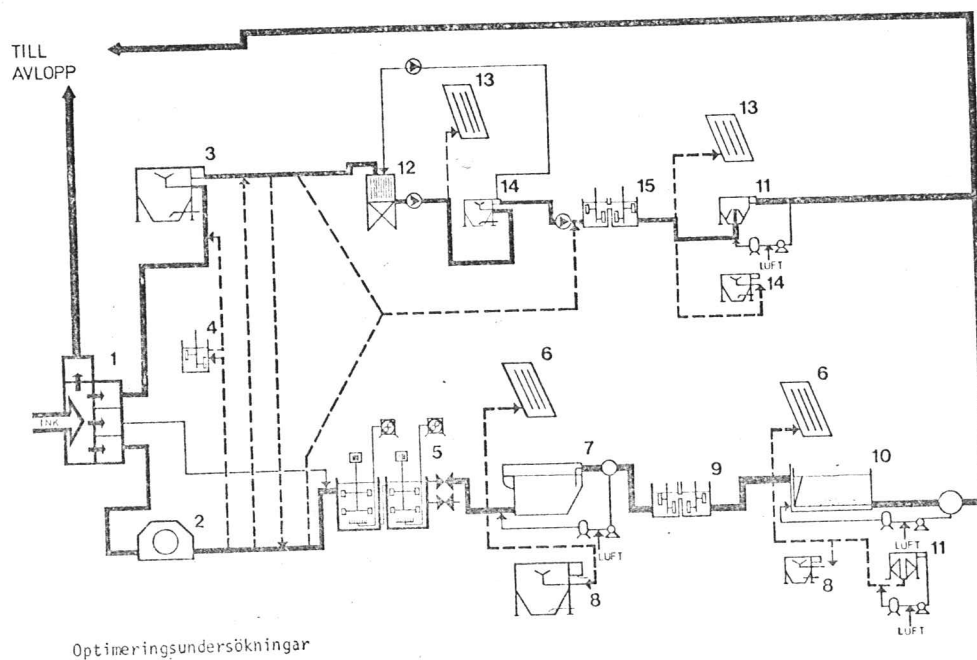 TILL
AVLOPP
13
13
3
12
14
15
11
LUFT
14
4
1
INK
6
6
5
7
9
10
2
LUFT
8
LUFT
8
11
LUFT
Optimeringsundersökningar